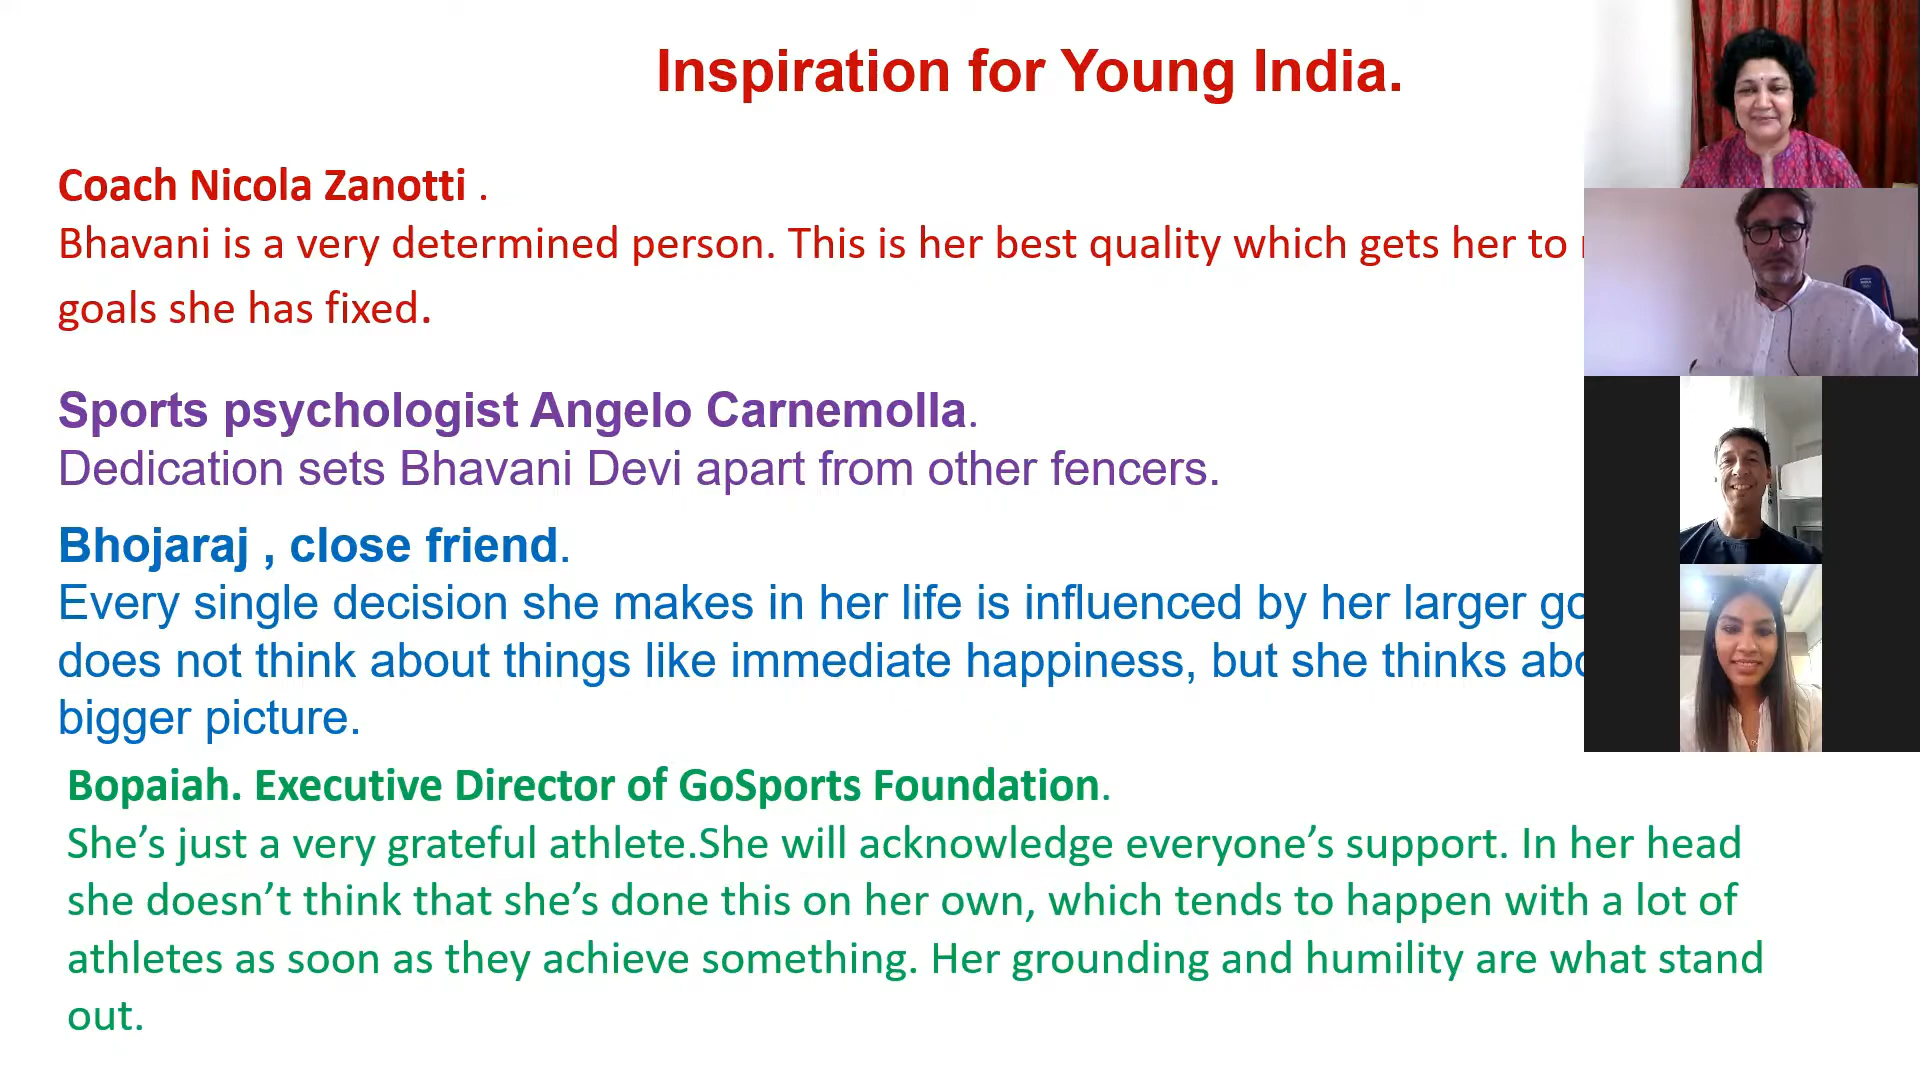 Inspiration for Young India.
Coach Nicola Zanotti .
Bhavani is a very determined person. This is her best quality which gets her to
goals she has fixed.
Sports psychologist Angelo Carnemolla.
Dedication sets Bhavani Devi apart from other fencers.
Bhojaraj , close friend.
Every single decision she makes in her life is influenced by her larger
does not think about things like immediate happiness, but she thinks
bigger picture.
Bopaiah. Executive Director of GoSports Foundation.
She’s just a very grateful athlete.She will acknowledge everyone’s support. In her head
she doesn’t think that she’s done this on her own, which tends to happen with a lot of
athletes as soon as they achieve something. Her grounding and humility are what stand
out.